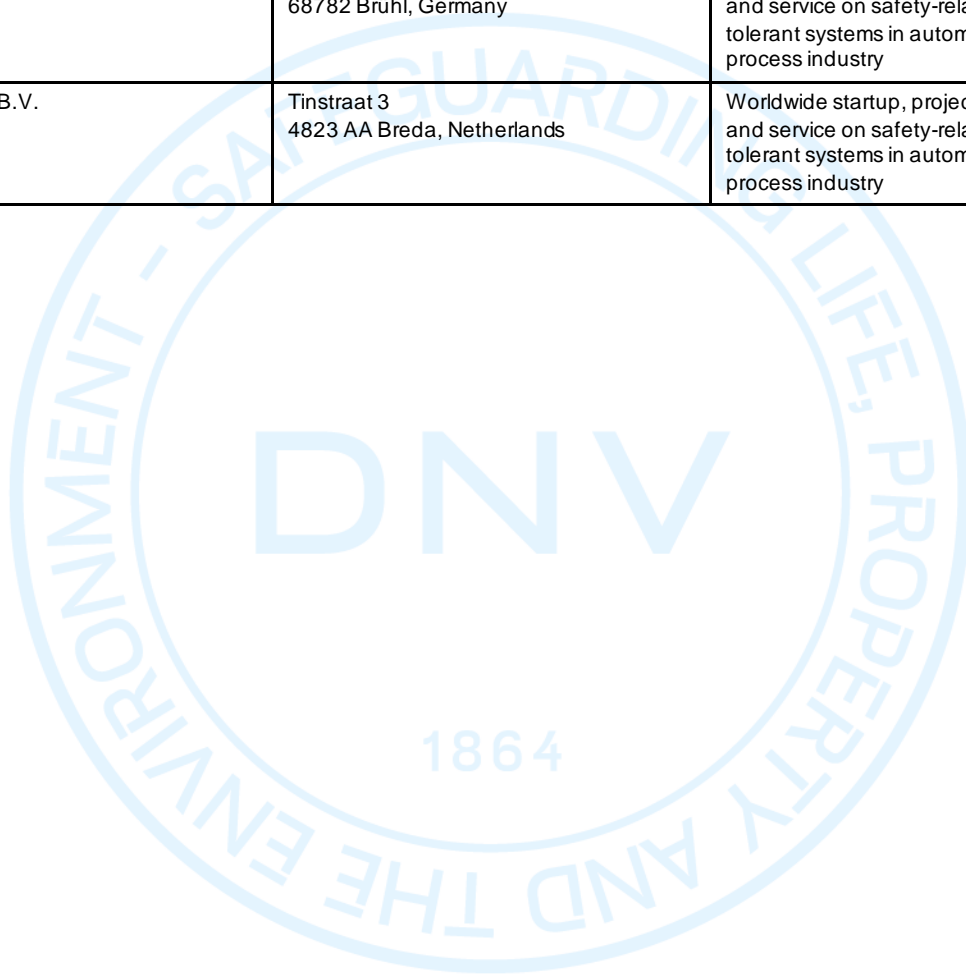 68782 Brühl, Germany
and service on safety-rela
tolerant systems in autom
process industry
B.V.
Tinstraat 3
4823 AA Breda, Netherlands
Worldwide startup, projec
and service on safety-rela
tolerant systems in autom
process industry
SAFEGUARDING LIFE, PROPERTY AND THE ENVIRONMENT -
DNV
1864